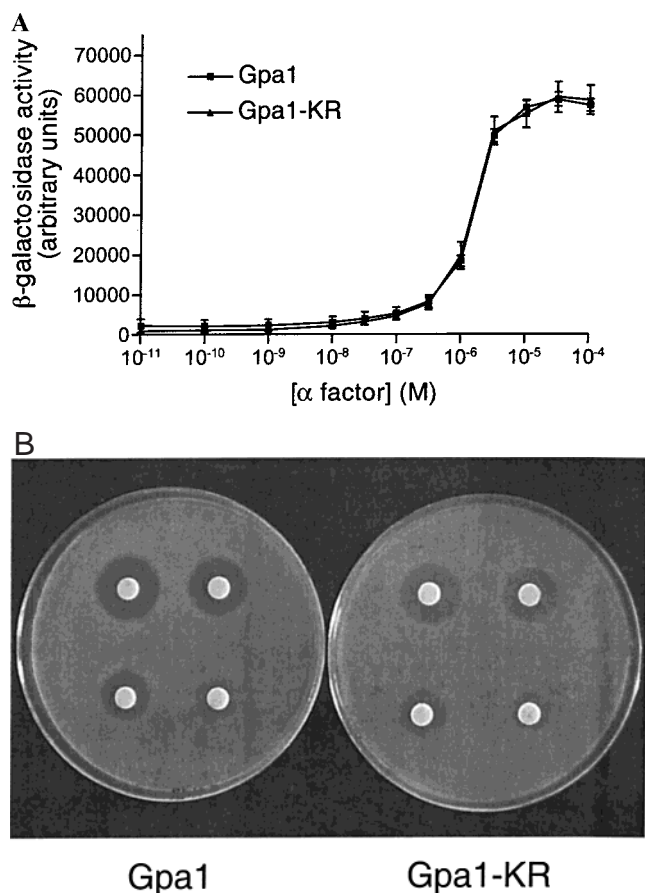 A
β-galactosidase activity
(arbitrary units)
70000
60000
50000
40000
30000
20000
10000
0
Gpa1
Gpa1-KR
10⁻¹¹ 10⁻¹⁰ 10⁻⁹ 10⁻⁸ 10⁻⁷ 10⁻⁶ 10⁻⁵ 10⁻⁴
[α factor] (M)
B
Gpa1 Gpa1-KR